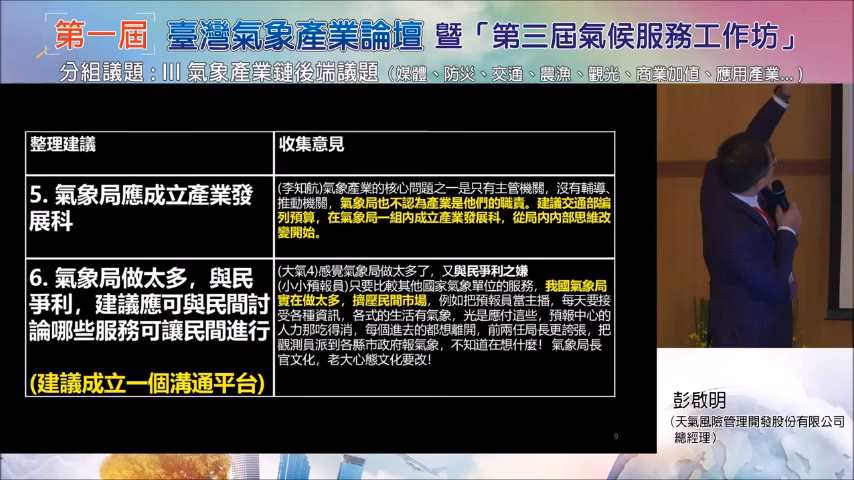 第一屆 臺灣氣象產業論壇 暨「第三屆氣候服務工作坊」
分組議題：III 氣象產業鏈後端議題（媒體、防災、交通、農漁、觀光、商業加值、應用產業...）
整理建議
收集意見
5. 氣象局應成立產業發
展科
(李知航)氣象產業的核心問題之一是只有主管機關，沒有輔導、
推動機關，氣象局也不認為產業是他們的職責。建議交通部編
列預算，在氣象局一組內成立產業發展科，從局內內部思維改
變開始。
6. 氣象局做太多，與民
爭利，建議應可與民間討
論哪些服務可讓民間進行
(建議成立一個溝通平台)
(大氣4)感覺氣象局做太多了，又與民爭利之嫌
(小小預報員)只要比較其他國家氣象單位的服務，我國氣象局
實在做太多，擠壓民間市場，例如把預報員當主播，每天要接
受各種資訊，各式的生活有氣象，光是應付這些，預報中心的
人力那吃得消，每個進去的都想離開，前兩任局長更誇張，把
觀測員派到各縣市政府報氣象，不知道在想什麼！ 氣象局長
官文化，老大心態文化要改！
9
彭啟明
（天氣風險管理開發股份有限公司
總經理）